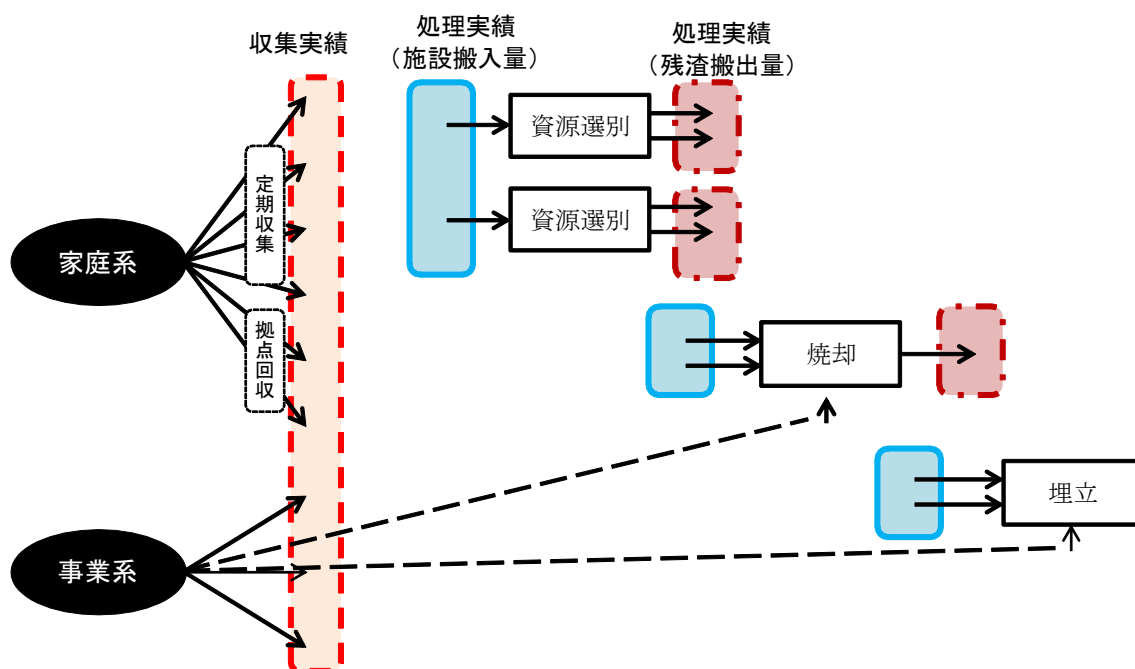 収集実績
処理実績
（施設搬入量）
処理実績
（残渣搬出量）
資源選別
定期収集
資源選別
家庭系
拠点回収
焼却
埋立
事業系